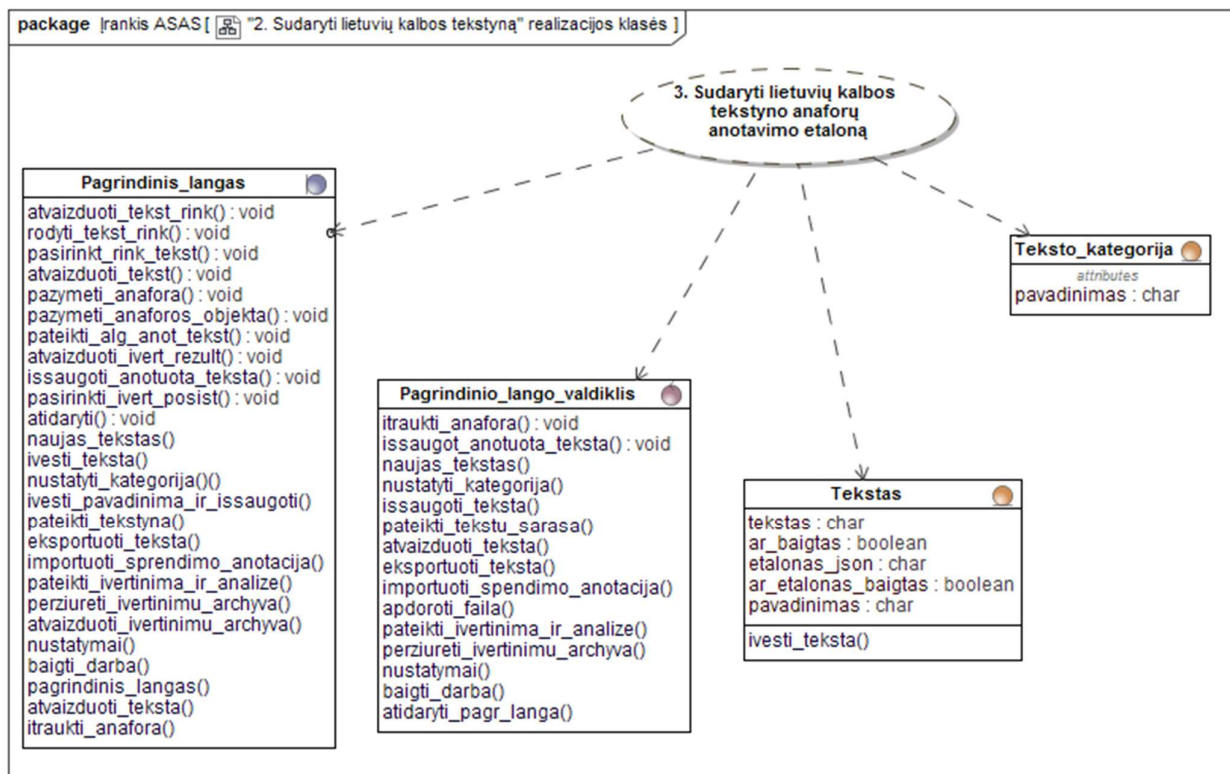 package Įrankis ASAS [ "2. Sudaryti lietuvių kalbos tekstyną" realizacijos klasės ]
3. Sudaryti lietuvių kalbos
tekstyno anaforų
anotavimo etaloną
Pagrindinis_langas
atvaizduoti_tekst_rink() : void
rodyti_tekst_rink() : void
pasirinkt_rink_tekst() : void
atvaizduoti_tekst() : void
pazymeti_anafora() : void
pazymeti_anaforos_objekta() : void
pateikti_alg_anot_tekst() : void
atvaizduoti_ivert_rezult() : void
issaugoti_anotuota_teksta() : void
pasirinkti_ivert_posist() : void
atidaryti() : void
naujas_tekstas()
ivesti_teksta()
nustatyti_kategorija()()
ivesti_pavadinima_ir_issaugoti()
pateikti_tekstyna()
eksportuoti_teksta()
importuoti_sprendimo_anotacija()
pateikti_ivertinima_ir_analize()
perziureti_ivertinimu_archyva()
atvaizduoti_ivertinimu_archyva()
nustatymai()
baigti_darba()
pagrindinis_langas()
atvaizduoti_teksta()
itraukti_anafora()
Pagrindinio_lango_valdiklis
itraukti_anafora() : void
issaugot_anotuota_teksta() : void
naujas_tekstas()
nustatyti_kategorija()
issaugoti_teksta()
pateikti_tekstu_sarasa()
atvaizduoti_teksta()
eksportuoti_teksta()
importuoti_spendimo_anotacija()
apdoroti_faila()
pateikti_ivertinima_ir_analize()
perziureti_ivertinimu_archyva()
nustatymai()
baigti_darba()
atidaryti_pagr_langa()
Tekstas
tekstas : char
ar_baigtas : boolean
etalonas_json : char
ar_etalonas_baigtas : boolean
pavadinimas : char
ivesti_teksta()
Teksto_kategorija
attributes
pavadinimas : char